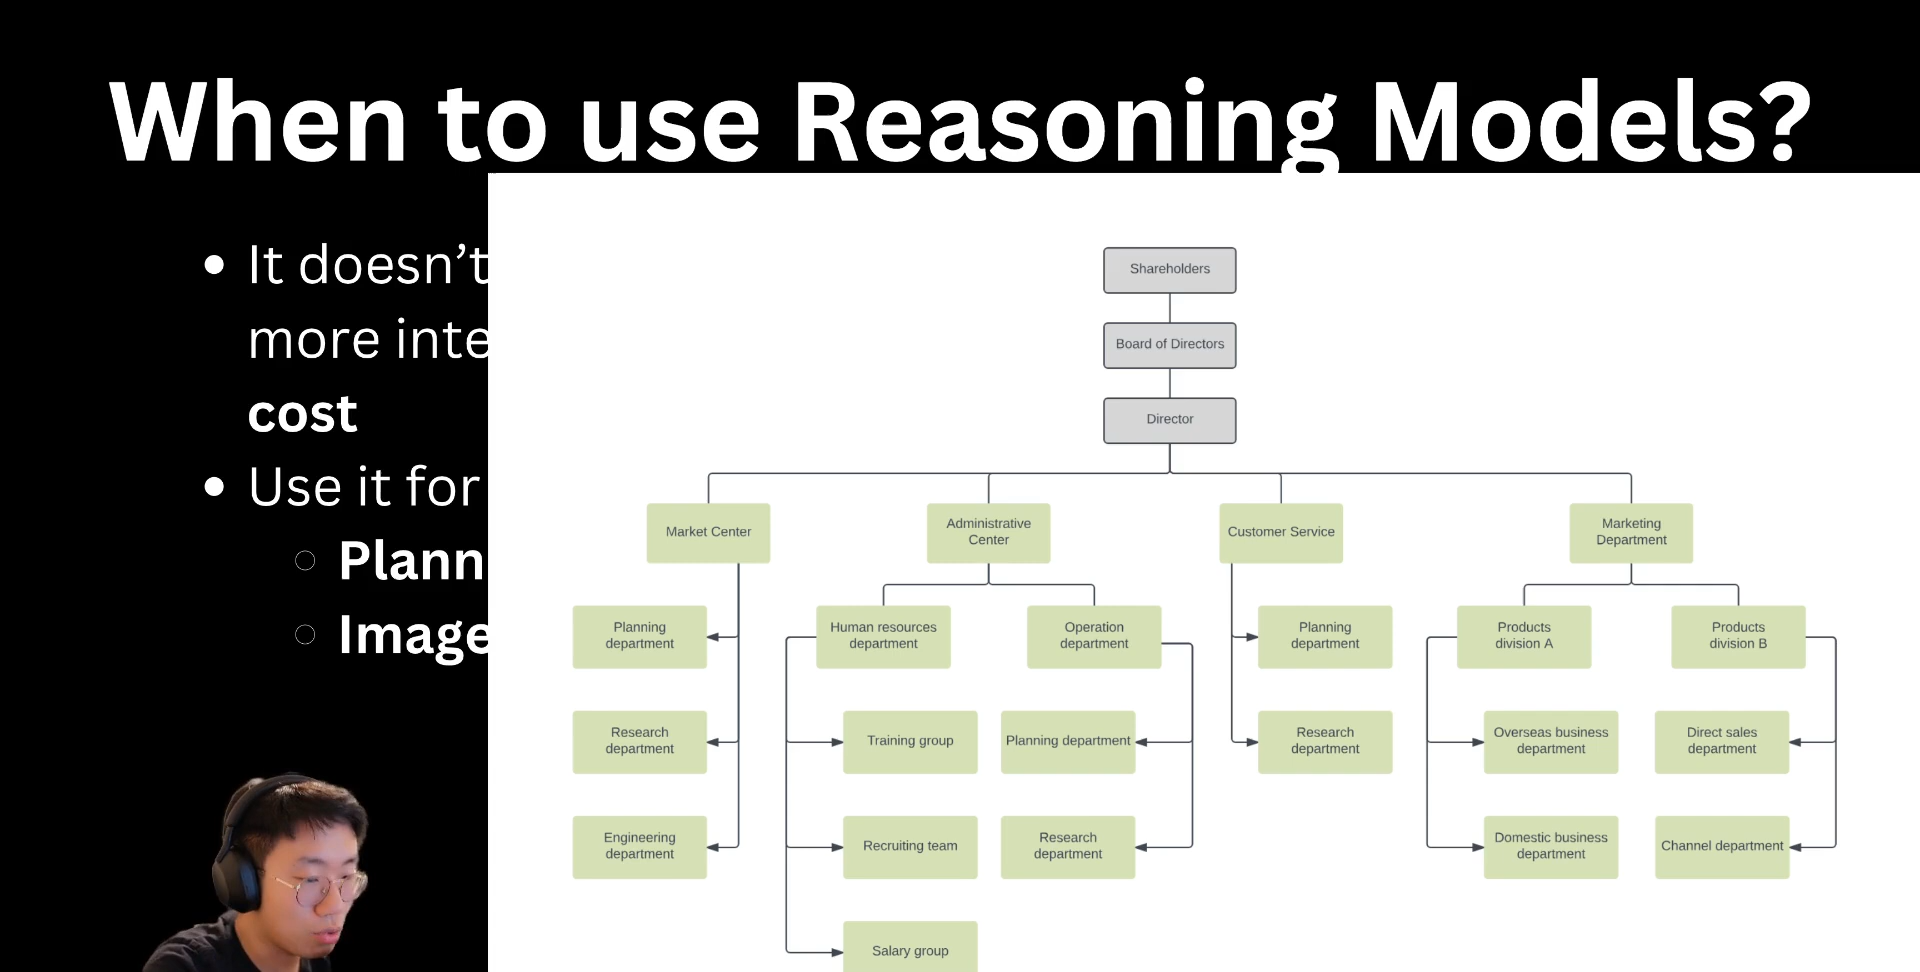 When to use Reasoning Models?
It doesn’t
more inte
cost
Use it for
Plann
Image
Shareholders
Board of Directors
Director
Market Center
Administrative
Center
Customer Service
Marketing
Department
Planning
department
Human resources
department
Operation
department
Planning
department
Products
division A
Products
division B
Research
department
Training group
Planning department
Research
department
Overseas business
department
Direct sales
department
Engineering
department
Recruiting team
Research
department
Domestic business
department
Channel department
Salary group